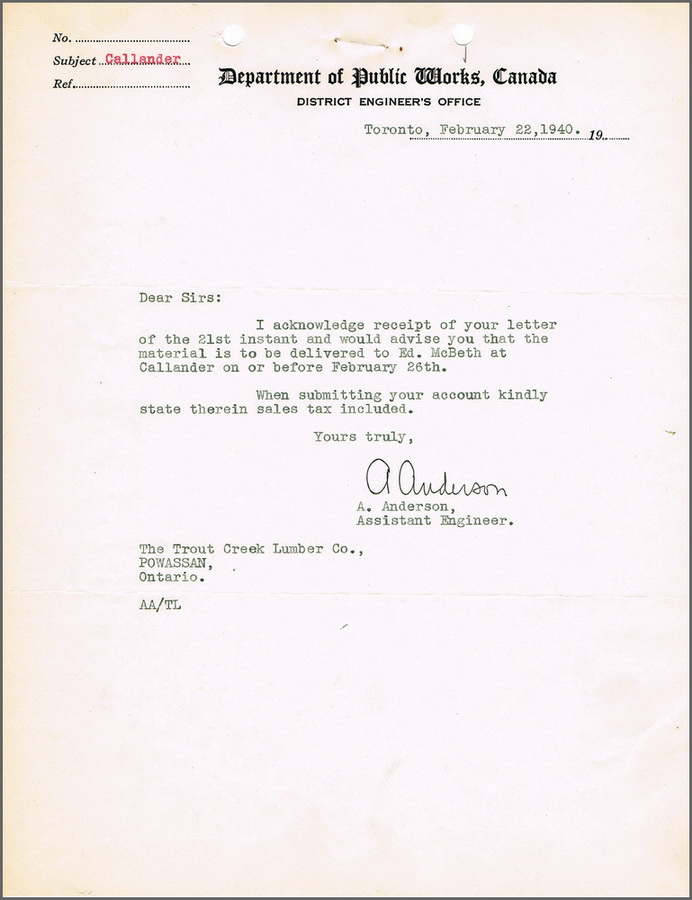 No.
Subject Callander
Ref.
Department of Public Works, Canada
DISTRICT ENGINEER'S OFFICE
Toronto, February 22,1940. 19
Dear Sirs:
I acknowledge receipt of your letter
of the 21st instant and would advise you that the
material is to be delivered to Ed. McBeth at
Callander on or before February 26th.
When submitting your account kindly
state therein sales tax included.
Yours truly,
A Anderson
A. Anderson,
Assistant Engineer.
The Trout Creek Lumber Co.,
POWASSAN,
Ontario.
AA/TL